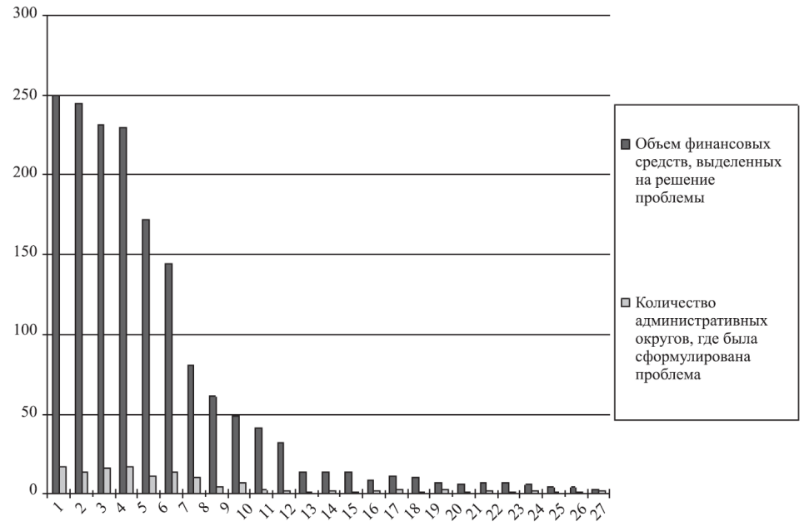 300
250
200
150
100
50
0
1 2 3 4 5 6 7 8 9 10 11 12 13 14 15 16 17 18 19 20 21 22 23 24 25 26 27
Объем финансовых
средств, выделенных
на решение
проблемы
Количество
административных
округов, где была
сформулирована
проблема